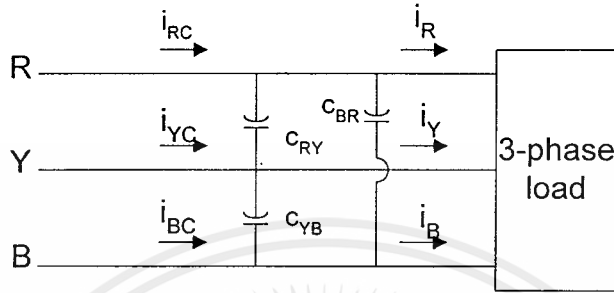 i_RC
i_R
R
c_BR
i_YC
c_RY
i_Y
Y
3-phase
load
i_BC
c_YB
i_B
B